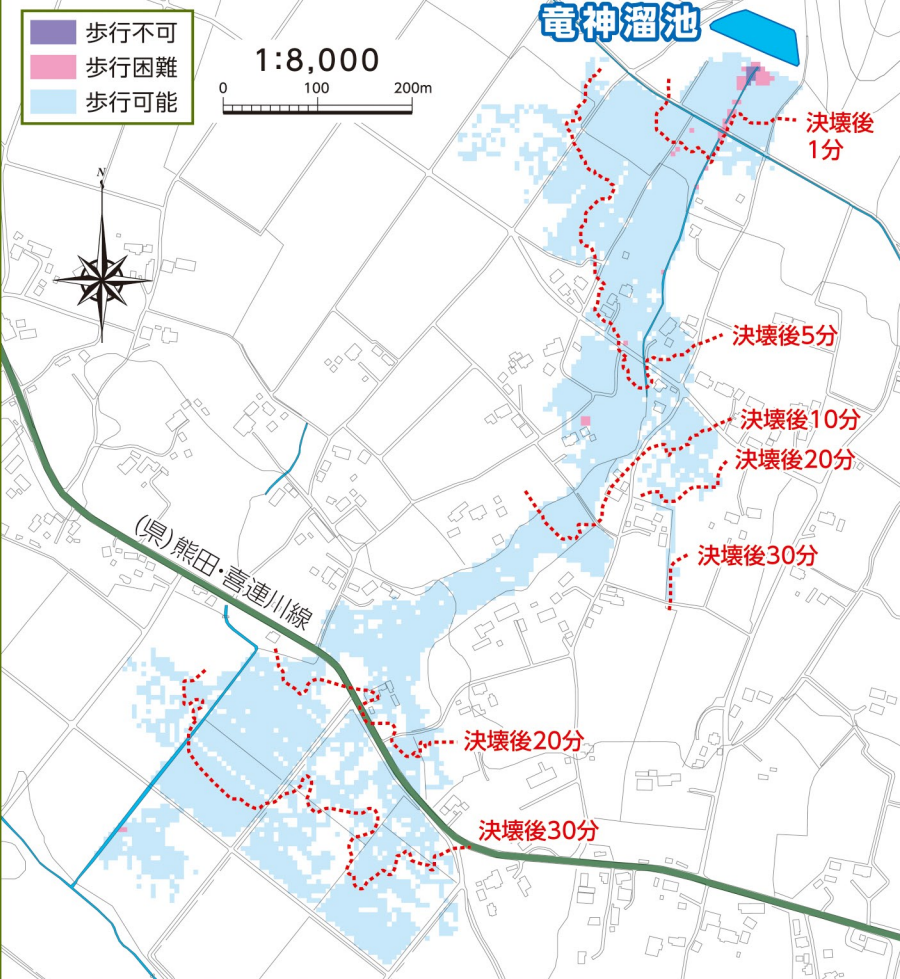 竜神溜池
歩行不可
歩行困難
歩行可能
1:8,000
0 100 200m
N
決壊後
1分
決壊後5分
決壊後10分
決壊後20分
決壊後30分
(県)熊田・喜連川線
決壊後20分
決壊後30分